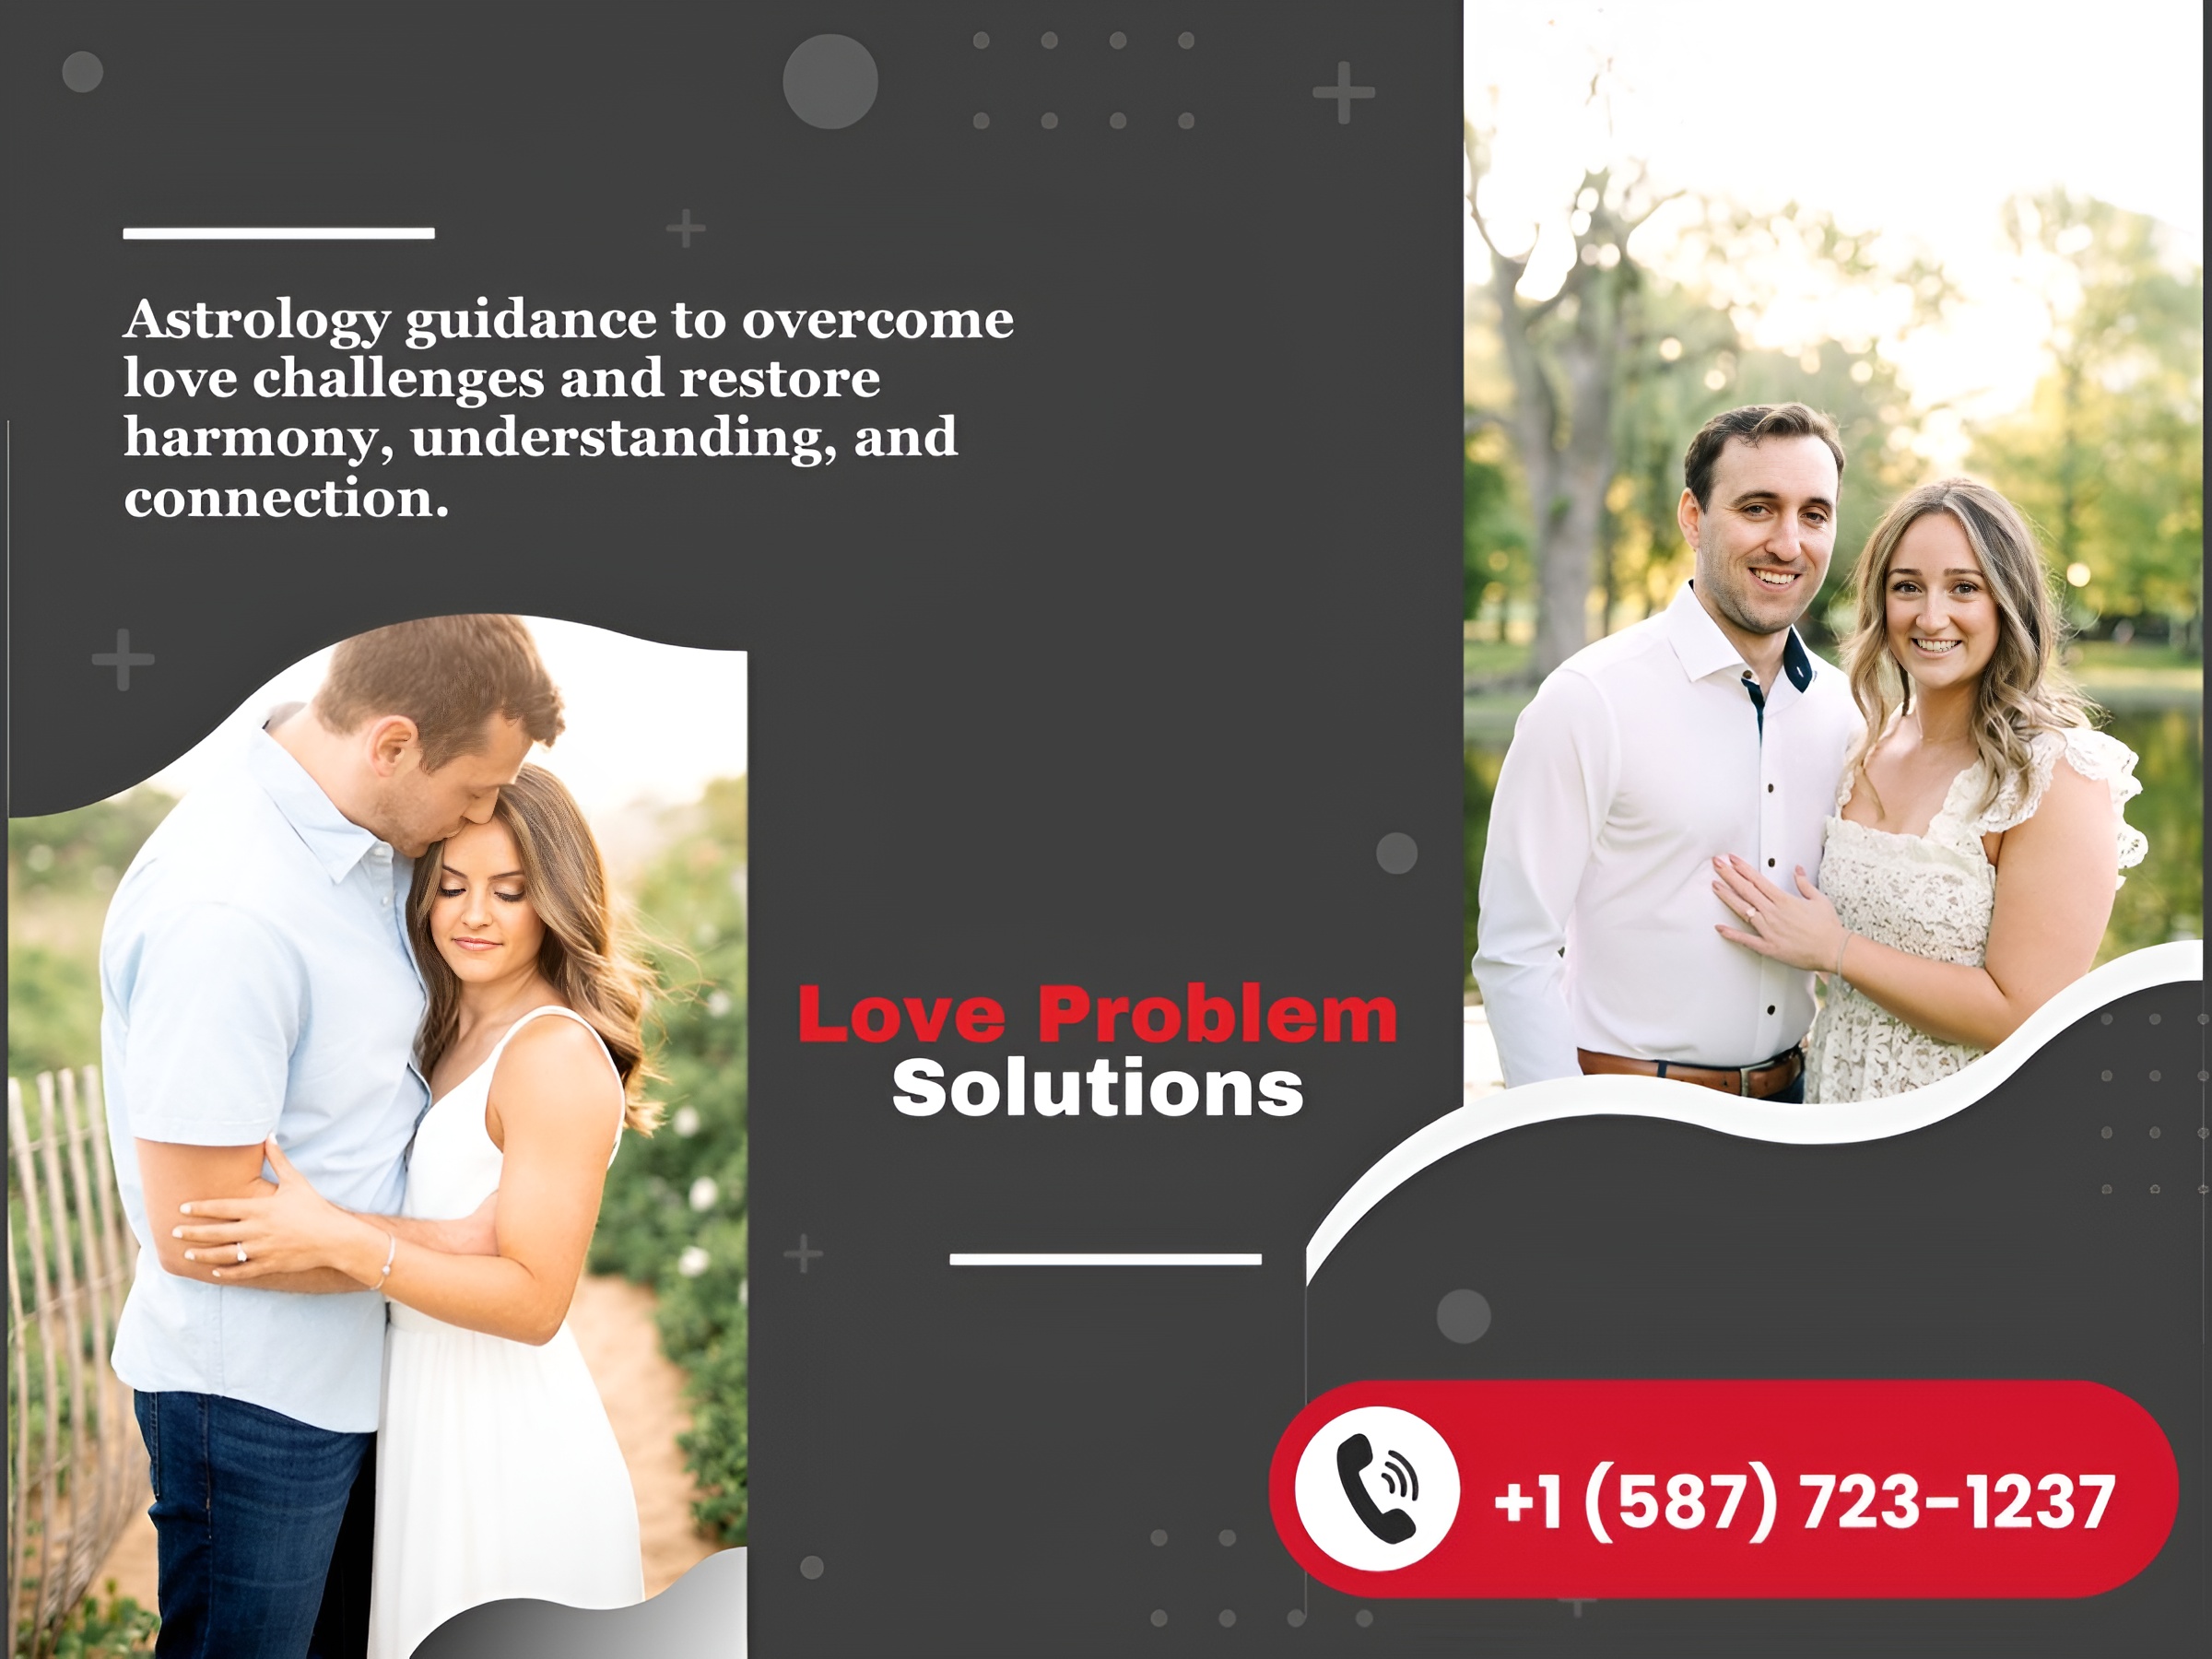 Astrology guidance to overcome
love challenges and restore
harmony, understanding, and
connection.
Love Problem
Solutions
+1 (587) 723-1237